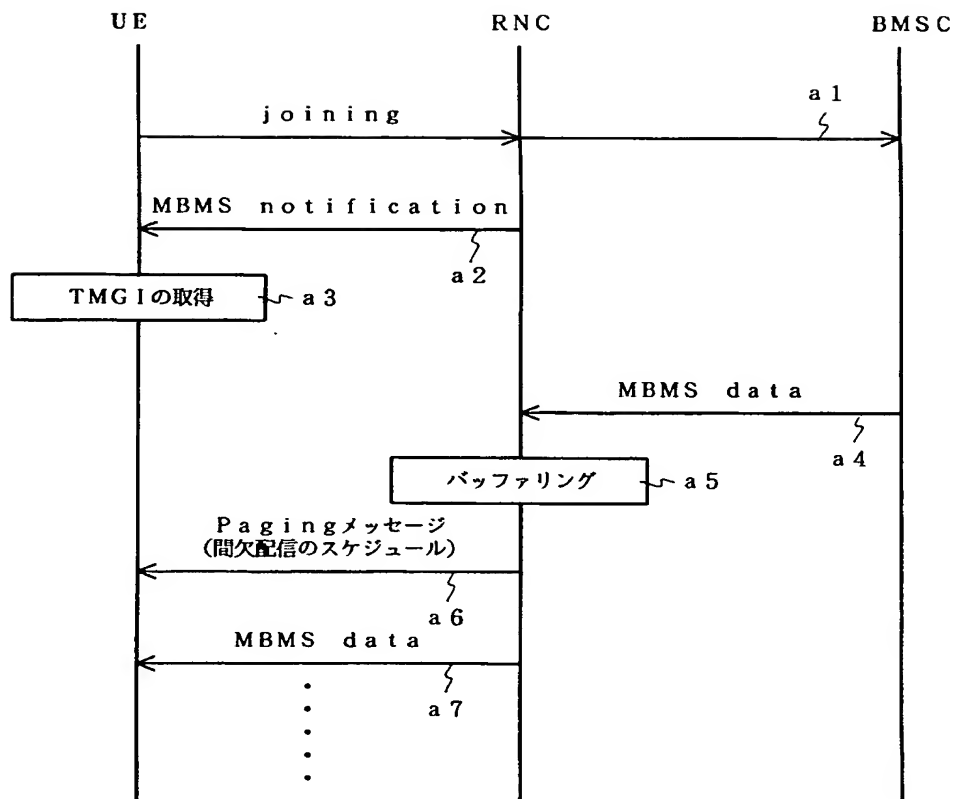 UE
RNC
BMSC
a1
joining
MBMS notification
a2
TMGIの取得
a3
MBMS data
a4
バッファリング
a5
Pagingメッセージ
(間欠配信のスケジュール)
a6
MBMS data
a7